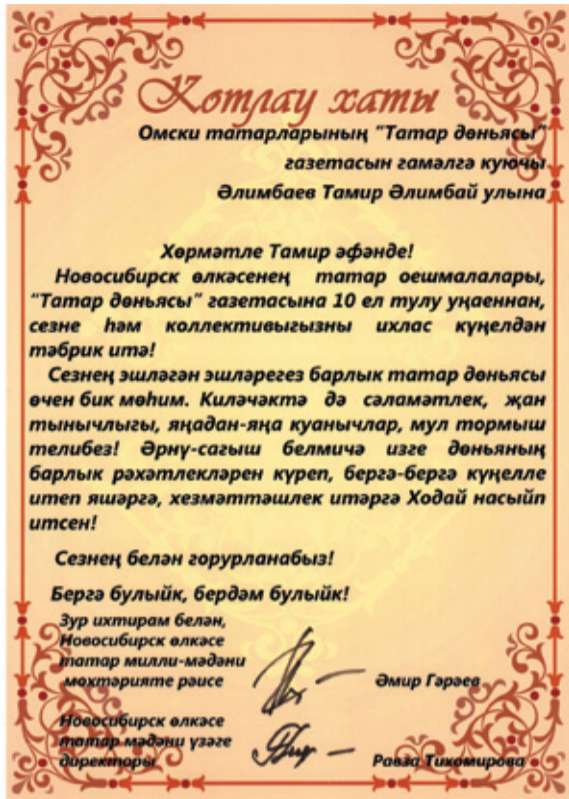 Котлау хаты
Омски татарларының "Татар дөньясы"
газетасын гамәлгә куючы
Әлимбаев Тамир Әлимбай улына
Хөрмәтле Тамир әфәнде!
Новосибирск өлкәсенең татар оешмалалары,
"Татар дөньясы" газетасына 10 ел тулу уңаеннан,
сезне һәм коллективыгызны ихлас күңелдән
тәбрик итә!
Сезнең эшләгән эшләрегез барлык татар дөньясы
өчен бик мөһим. Киләчәктә дә сәламәтлек, җан
тынычлыгы, яңадан-яңа куанычлар, мул тормыш
телибез! Әрнү-сагыш белмичә изге дөньяның
барлык рәхәтлекләрен күреп, бергә-бергә күңелле
итеп яшәргә, хезмәттәшлек итәргә Ходай насыйп
итсен!
Сезнең белән горурланабыз!
Бергә булыйк, бердәм булыйк!
Зур ихтирам белән,
Новосибирск өлкәсе
татар милли-мәдәни
мохтәрияте рәисе Әмир Гәрәев
Новосибирск өлкәсе
татар мәдәни үзәге
директоры Равза Тихомирова